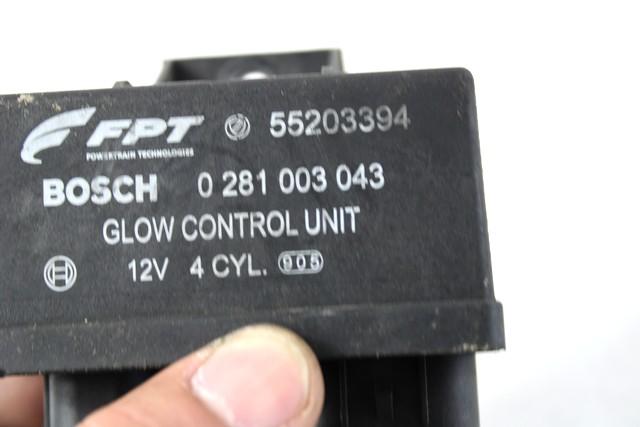 FPT 55203394
POWERTRAIN TECHNOLOGIES
BOSCH 0 281 003 043
GLOW CONTROL UNIT
12V 4 CYL. 905